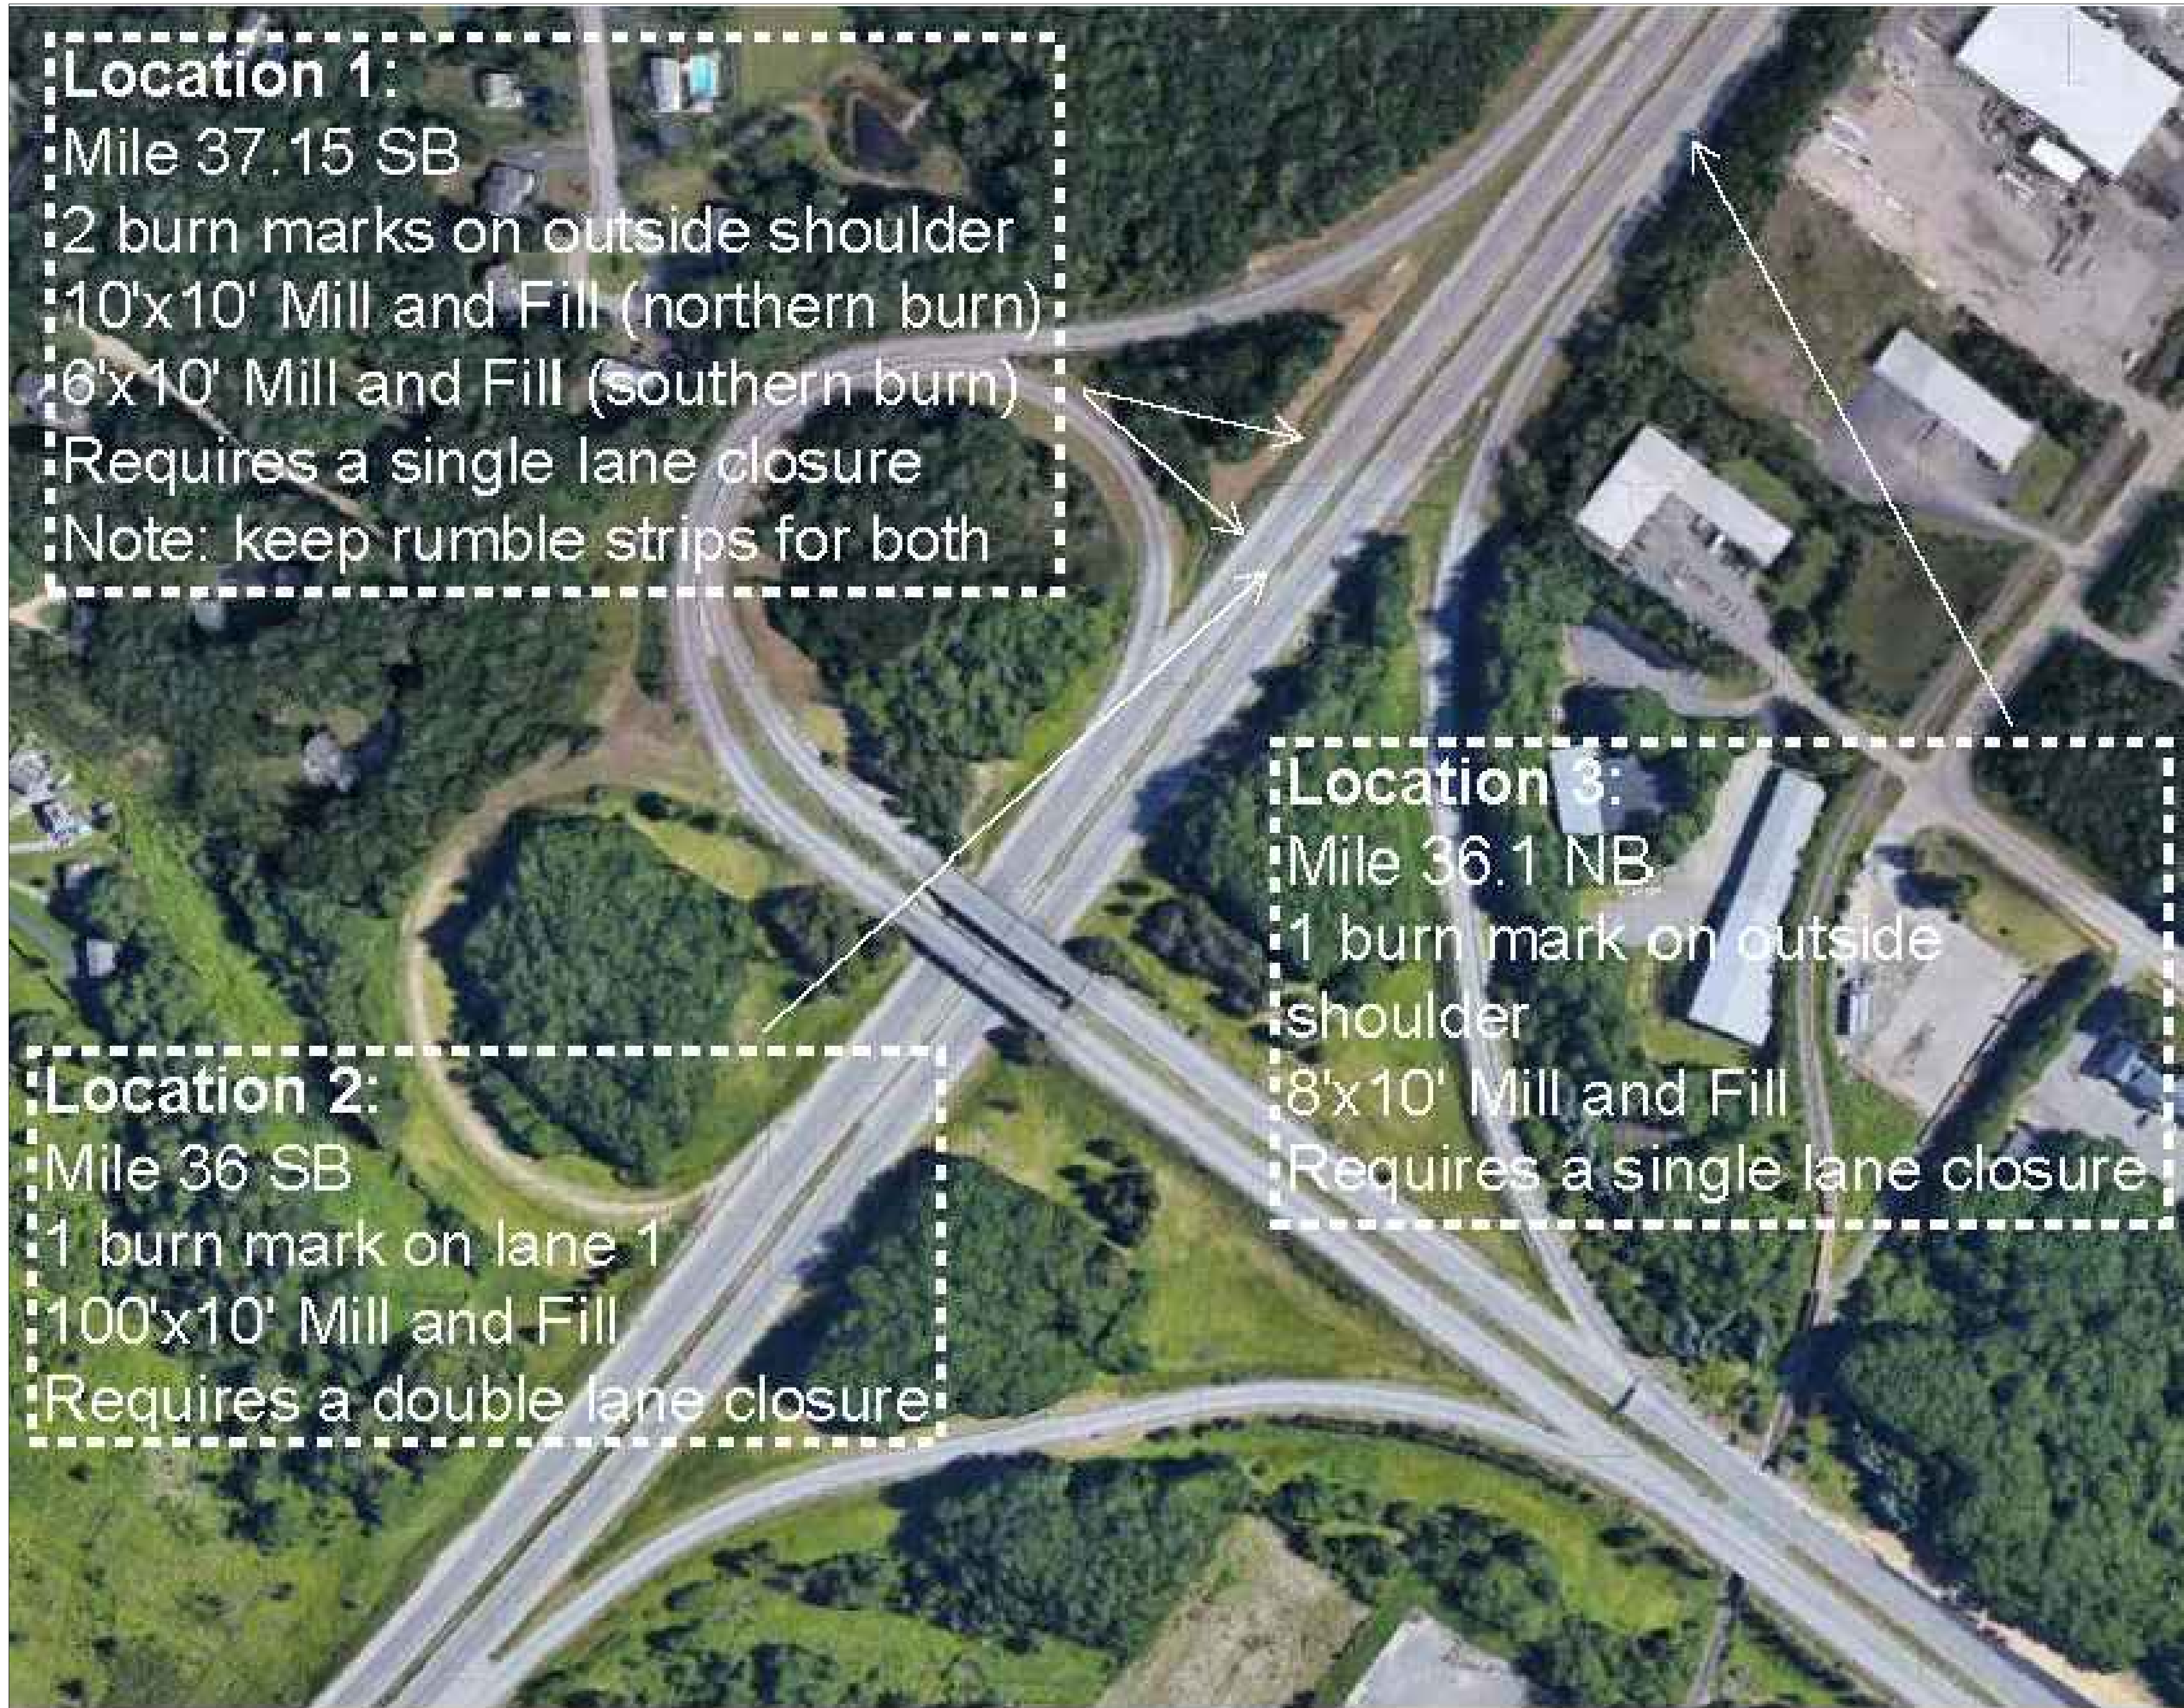 Location 1:
Mile 37.15 SB
2 burn marks on outside shoulder
10'x10' Mill and Fill (northern burn)
6'x10' Mill and Fill (southern burn)
Requires a single lane closure
Note: keep rumble strips for both
Location 3:
Mile 36.1 NB
1 burn mark on outside
shoulder
8'x10' Mill and Fill
Requires a single lane closure
Location 2:
Mile 36 SB
1 burn mark on lane 1
100'x10' Mill and Fill
Requires a double lane closure